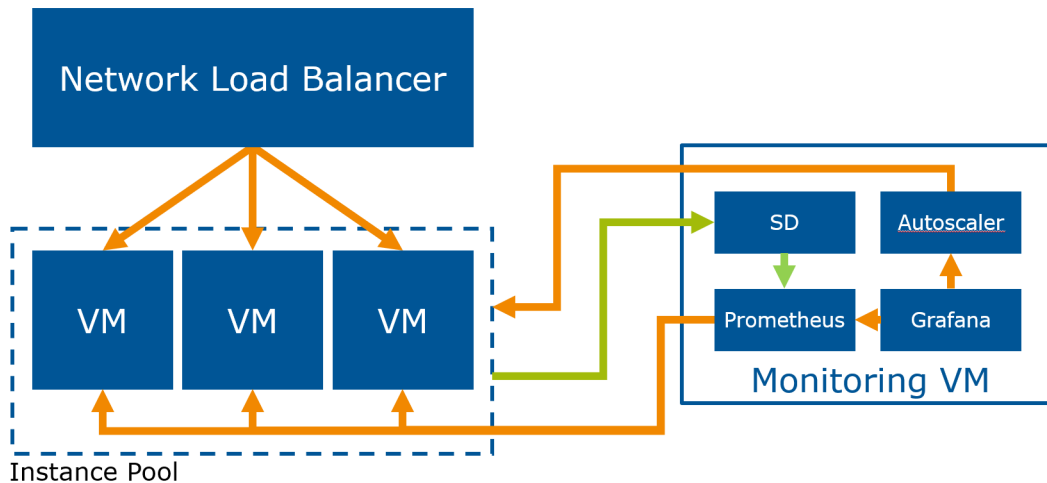 Network Load Balancer
VM
VM
VM
Instance Pool
SD
Autoscaler
Prometheus
Grafana
Monitoring VM